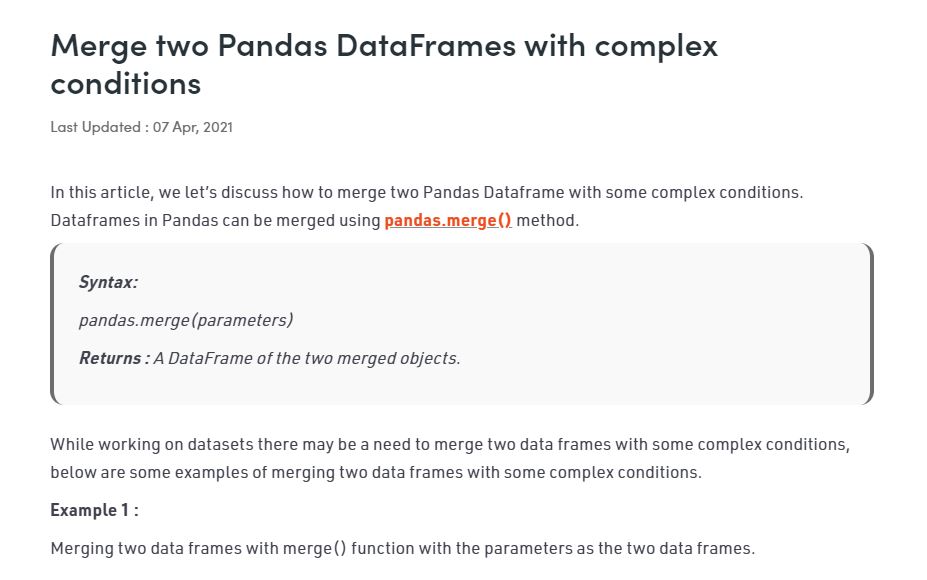 Merge two Pandas DataFrames with complex
conditions
Last Updated : 07 Apr, 2021
In this article, we let’s discuss how to merge two Pandas Dataframe with some complex conditions.
Dataframes in Pandas can be merged using pandas.merge() method.
Syntax:
pandas.merge(parameters)
Returns : A DataFrame of the two merged objects.
While working on datasets there may be a need to merge two data frames with some complex conditions,
below are some examples of merging two data frames with some complex conditions.
Example 1 :
Merging two data frames with merge() function with the parameters as the two data frames.